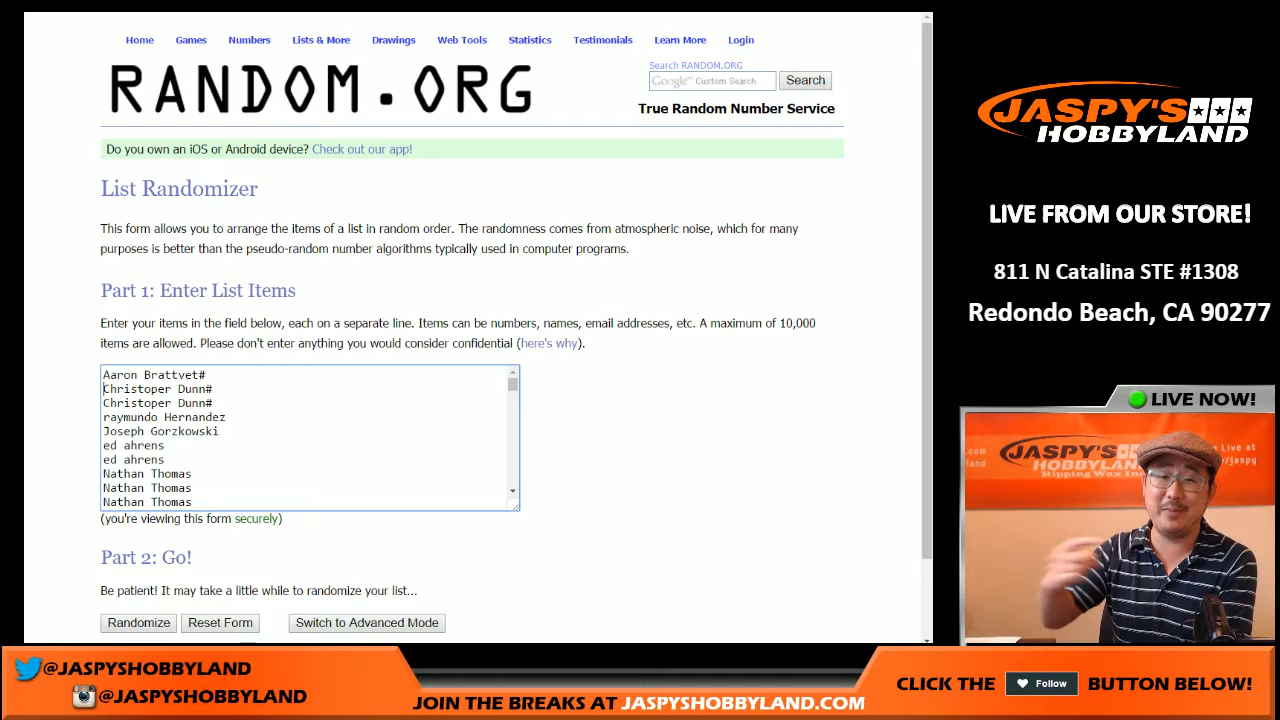 Home Games Numbers Lists & More Drawings Web Tools Statistics Testimonials Learn More Login
RANDOM.ORG
Search RANDOM.ORG
Google™ Custom Search
Search
True Random Number Service
Do you own an iOS or Android device? Check out our app!
List Randomizer
This form allows you to arrange the items of a list in random order. The randomness comes from atmospheric noise, which for many
purposes is better than the pseudo-random number algorithms typically used in computer programs.
Part 1: Enter List Items
Enter your items in the field below, each on a separate line. Items can be numbers, names, email addresses, etc. A maximum of 10,000
items are allowed. Please don't enter anything you would consider confidential (here's why).
Aaron Brattvet#
Christoper Dunn#
Christoper Dunn#
raymundo Hernandez
Joseph Gorzkowski
ed ahrens
ed ahrens
Nathan Thomas
Nathan Thomas
Nathan Thomas
(you're viewing this form securely)
Part 2: Go!
Be patient! It may take a little while to randomize your list...
Randomize Reset Form Switch to Advanced Mode
JASPY'S
HOBBYLAND
LIVE FROM OUR STORE!
811 N Catalina STE #1308
Redondo Beach, CA 90277
LIVE NOW!
JASPY'S
HOBBYLAND
Ripping Wax
Live at
/jaspy
@JASPYSHOBBYLAND
@JASPYSHOBBYLAND
JOIN THE BREAKS AT JASPYSHOBBYLAND.COM
CLICK THE Follow BUTTON BELOW!